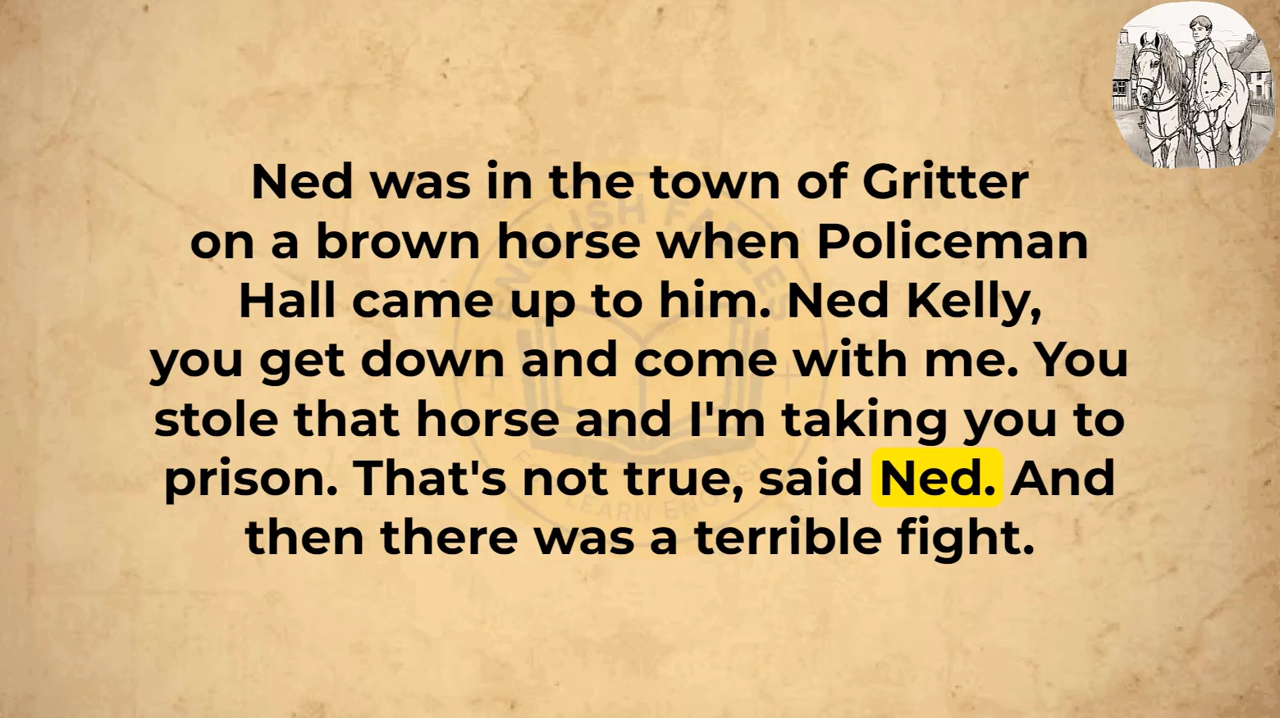 Ned was in the town of Gritter
on a brown horse when Policeman
Hall came up to him. Ned Kelly,
you get down and come with me. You
stole that horse and I'm taking you to
prison. That's not true, said Ned. And
then there was a terrible fight.